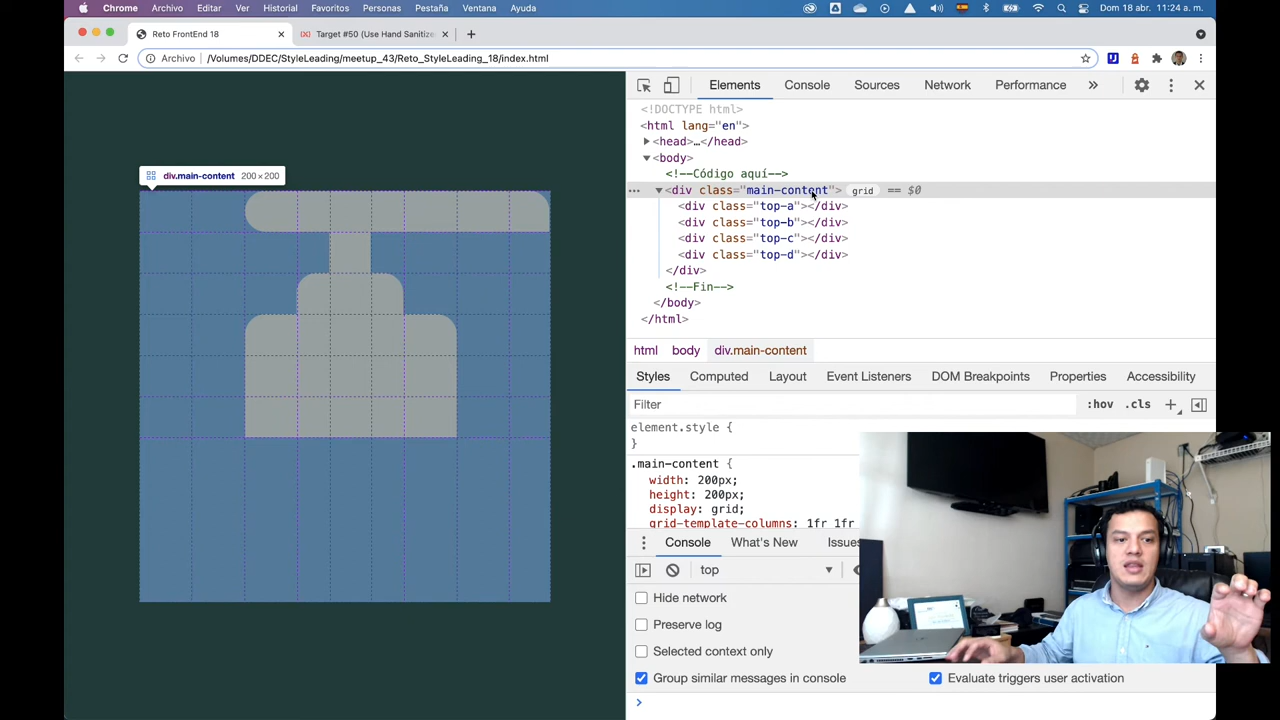 Chrome Archivo Editar Ver Historial Favoritos Personas Pestaña Ventana Ayuda Dom 18 abr. 11:24 a. m.
Reto FrontEnd 18 Target #50 (Use Hand Sanitize
Archivo /Volumes/DDEC/StyleLeading/meetup_43/Reto_StyleLeading_18/index.html
Elements Console Sources Network Performance
<!DOCTYPE html>
<html lang="en">
<head>…</head>
<body>
<!--Código aquí-->
<div class="main-content"> grid == $0
<div class="top-a"></div>
<div class="top-b"></div>
<div class="top-c"></div>
<div class="top-d"></div>
</div>
<!--Fin-->
</body>
</html>
div.main-content 200×200
html body div.main-content
Styles Computed Layout Event Listeners DOM Breakpoints Properties Accessibility
Filter :hov .cls
element.style {
}
.main-content {
width: 200px;
height: 200px;
display: grid;
grid-template-columns: 1fr 1fr
Console What's New Issues
top
Hide network
Preserve log
Selected context only
Group similar messages in console Evaluate triggers user activation